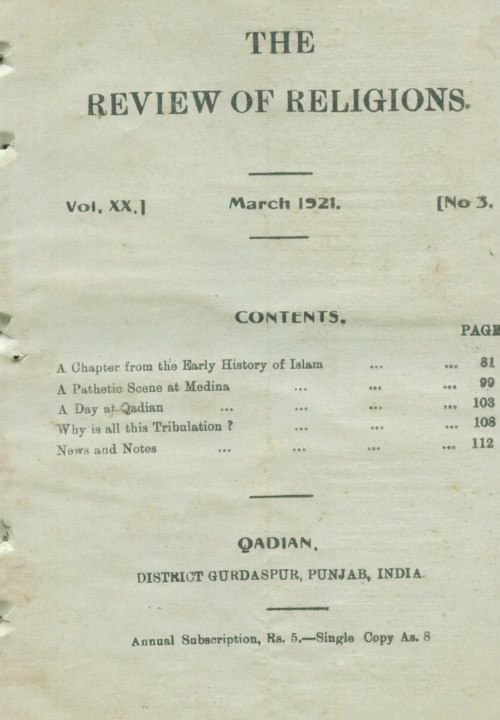 THE
REVIEW OF RELIGIONS.
Vol. XX.] March 1921. [No 3.
CONTENTS.
PAGE
A Chapter from the Early History of Islam ... ... 81
A Pathetic Scene at Medina ... ... ... 99
A Day at Qadian ... ... ... ... 103
Why is all this Tribulation ? ... ... ... 108
News and Notes ... ... ... ... 112
QADIAN,
DISTRICT GURDASPUR, PUNJAB, INDIA.
Annual Subscription, Rs. 5.—Single Copy As. 8